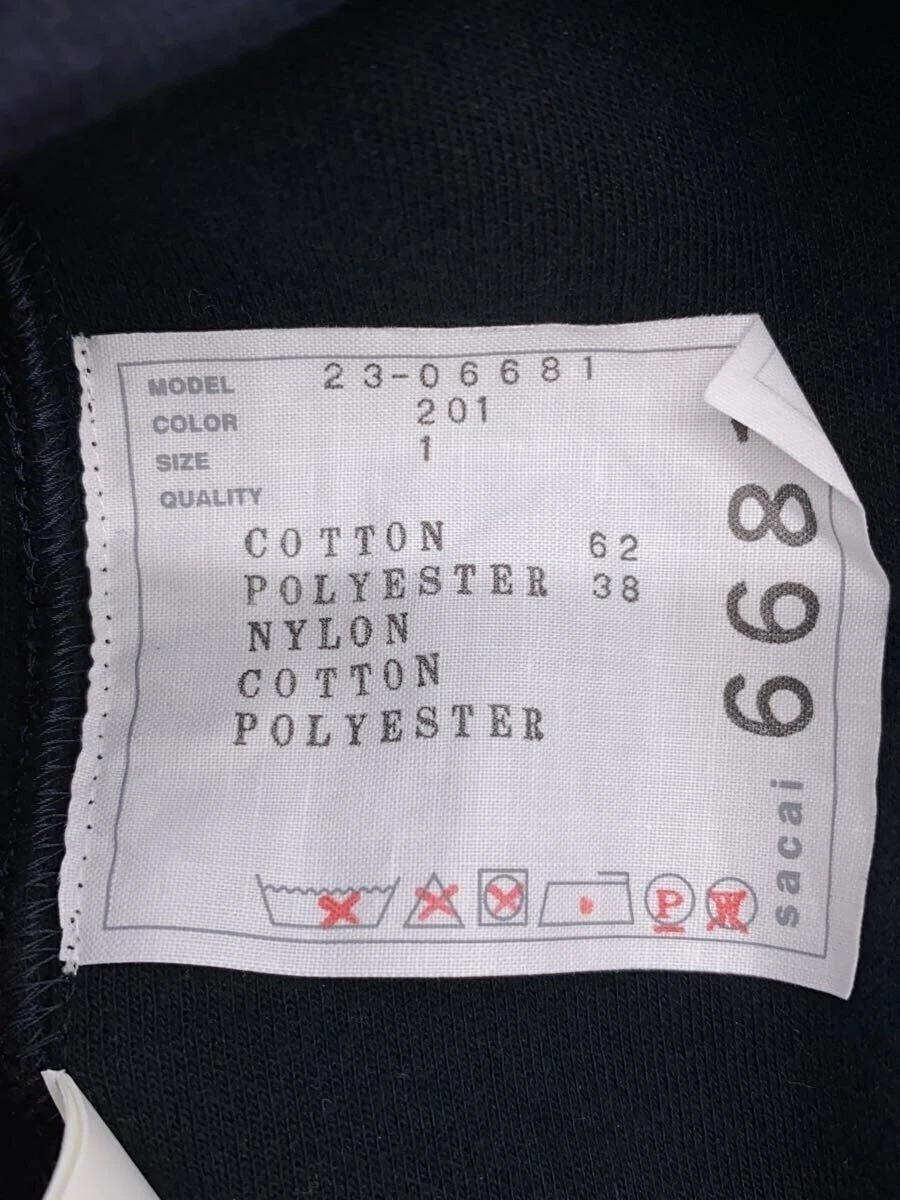 MODEL 23-06681
COLOR 201
SIZE 1
QUALITY
COTTON 62
POLYESTER 38
NYLON
COTTON
POLYESTER
P
W
sacai 668